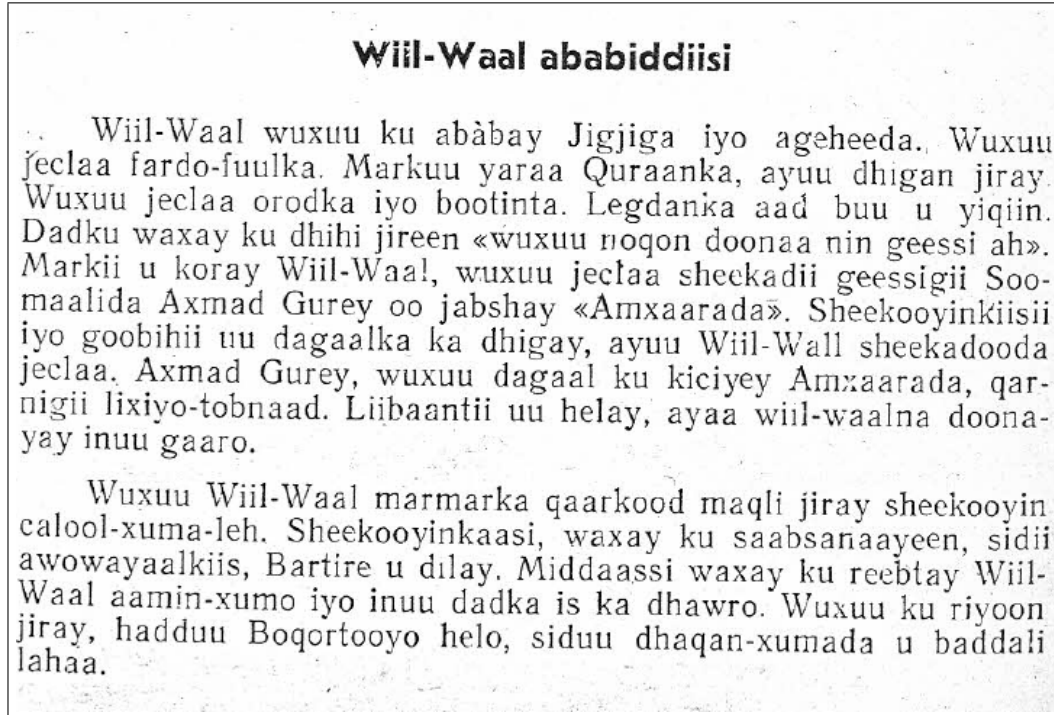 Wiil-Waal ababiddiisi
Wiil-Waal wuxuu ku abàbay Jigjiga iyo ageheeda. Wuxuu
jeclaa fardo-fuulka. Markuu yaraa Quraanka, ayuu dhigan jiray.
Wuxuu jeclaa orodka iyo bootinta. Legdanka aad buu u yiqiin.
Dadku waxay ku dhihi jireen «wuxuu noqon doonaa nin geessi ah».
Markii u koray Wiil-Waal, wuxuu jeclaa sheekadii geessigii Soo-
maalida Axmad Gurey oo jabshay «Amxaarada». Sheekooyinkiisii
iyo goobihii uu dagaalka ka dhigay, ayuu Wiil-Wall sheekadooda
jeclaa. Axmad Gurey, wuxuu dagaal ku kiciyey Amxaarada, qar-
nigii lixiyo-tobnaad. Liibaantii uu helay, ayaa wiil-waalna doona-
yay inuu gaaro.
Wuxuu Wiil-Waal marmarka qaarkood maqli jiray sheekooyin
calool-xuma-leh. Sheekooyinkaasi, waxay ku saabsanaayeen, sidii
awowayaalkiis, Bartire u dilay. Middaassi waxay ku reebtay Wiil-
Waal aamin-xumo iyo inuu dadka is ka dhawro. Wuxuu ku riyoon
jiray, hadduu Boqortooyo helo, siduu dhaqan-xumada u baddali
lahaa.